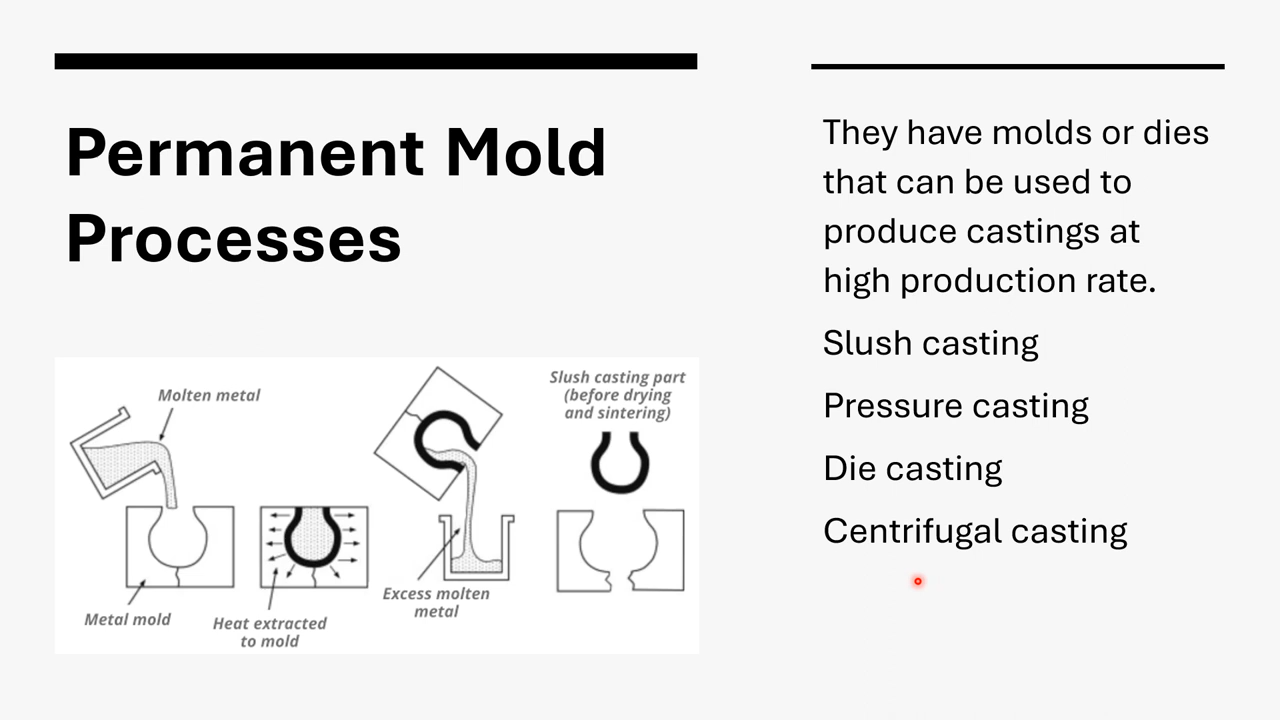 Permanent Mold
Processes
They have molds or dies
that can be used to
produce castings at
high production rate.
Slush casting
Pressure casting
Die casting
Centrifugal casting
Molten metal
Metal mold
Heat extracted
to mold
Excess molten
metal
Slush casting part
(before drying
and sintering)